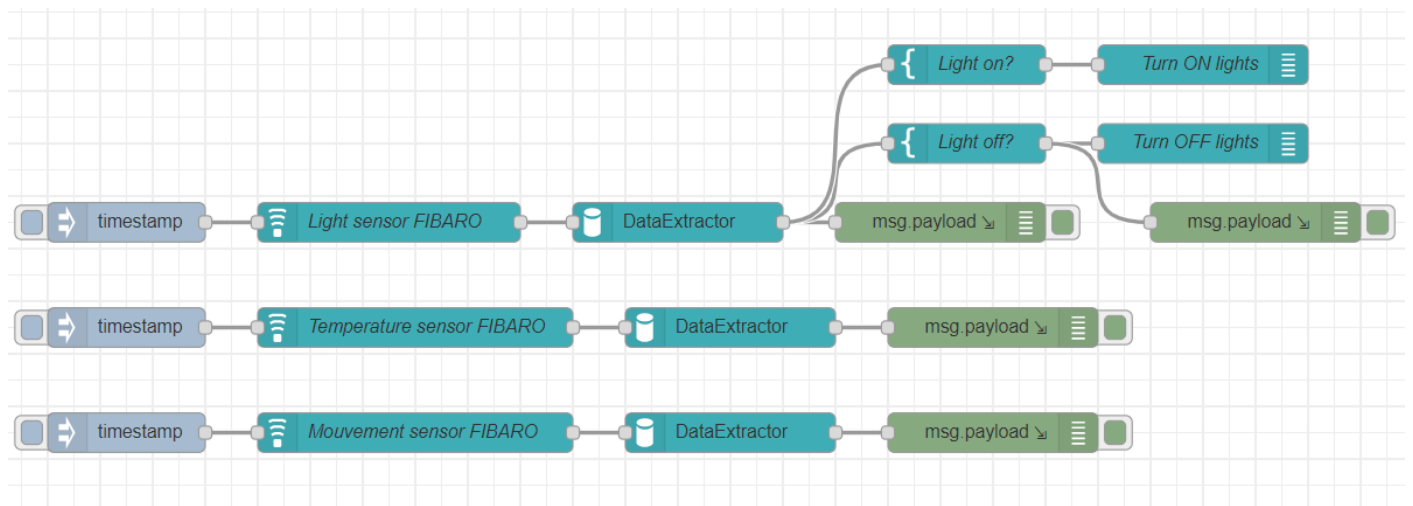 Light on?
Turn ON lights
Light off?
Turn OFF lights
timestamp
Light sensor FIBARO
DataExtractor
msg.payload
msg.payload
timestamp
Temperature sensor FIBARO
DataExtractor
msg.payload
timestamp
Mouvement sensor FIBARO
DataExtractor
msg.payload